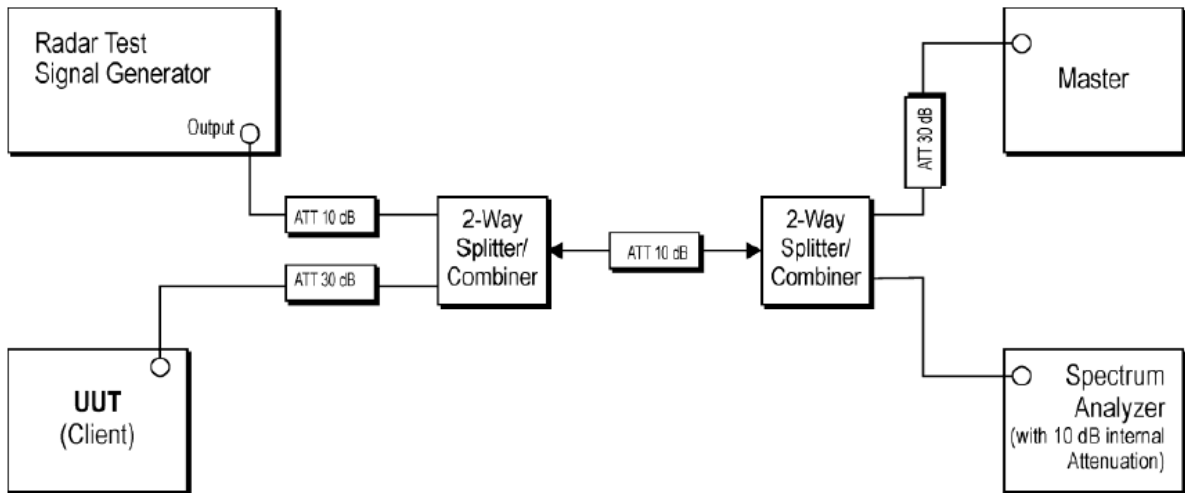 Radar Test
Signal Generator
Output
ATT 10 dB
ATT 30 dB
UUT
(Client)
2-Way
Splitter/
Combiner
ATT 10 dB
2-Way
Splitter/
Combiner
ATT 30 dB
Master
Spectrum
Analyzer
(with 10 dB internal
Attenuation)